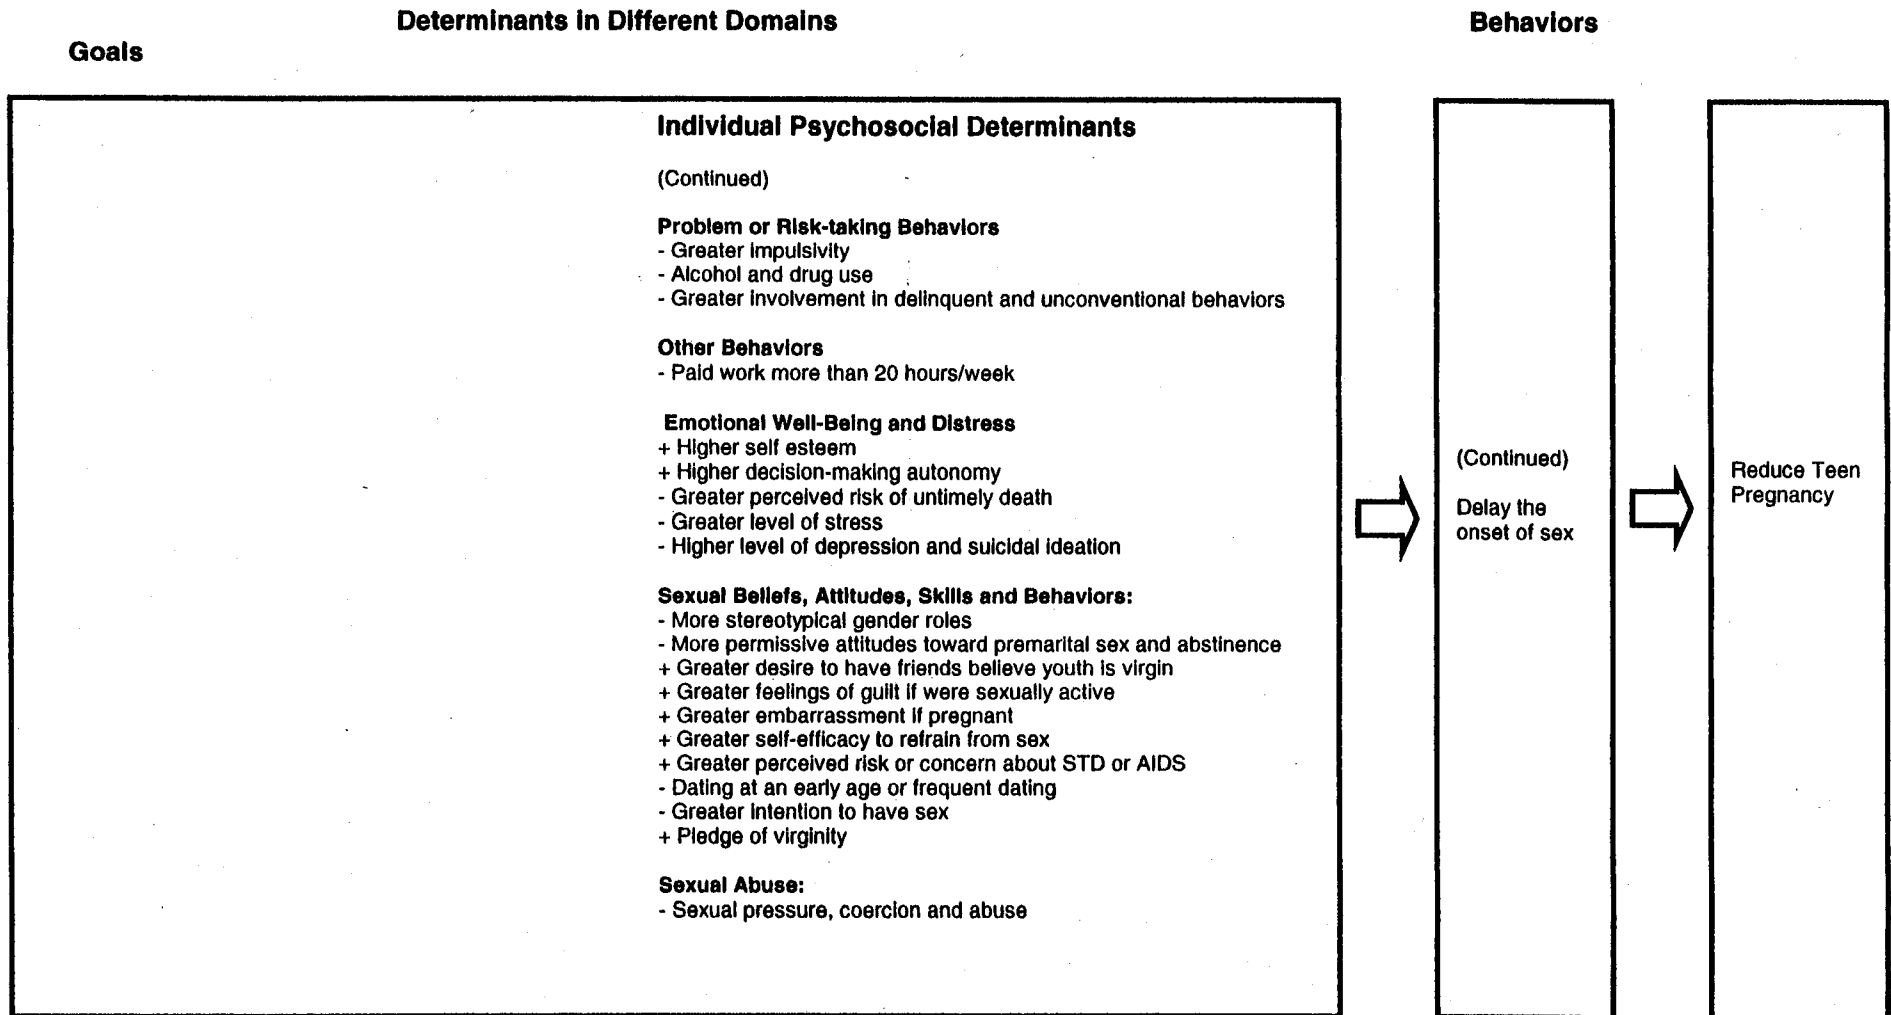 Determinants in Different Domains
Behaviors
Goals
Individual Psychosocial Determinants
(Continued)
Problem or Risk-taking Behaviors
- Greater impulsivity
- Alcohol and drug use
- Greater involvement in delinquent and unconventional behaviors
Other Behaviors
- Paid work more than 20 hours/week
Emotional Well-Being and Distress
+ Higher self esteem
+ Higher decision-making autonomy
- Greater perceived risk of untimely death
- Greater level of stress
- Higher level of depression and suicidal ideation
Sexual Beliefs, Attitudes, Skills and Behaviors:
- More stereotypical gender roles
- More permissive attitudes toward premarital sex and abstinence
+ Greater desire to have friends believe youth is virgin
+ Greater feelings of guilt if were sexually active
+ Greater embarrassment if pregnant
+ Greater self-efficacy to refrain from sex
+ Greater perceived risk or concern about STD or AIDS
- Dating at an early age or frequent dating
- Greater intention to have sex
+ Pledge of virginity
Sexual Abuse:
- Sexual pressure, coercion and abuse
(Continued)
Delay the
onset of sex
Reduce Teen
Pregnancy